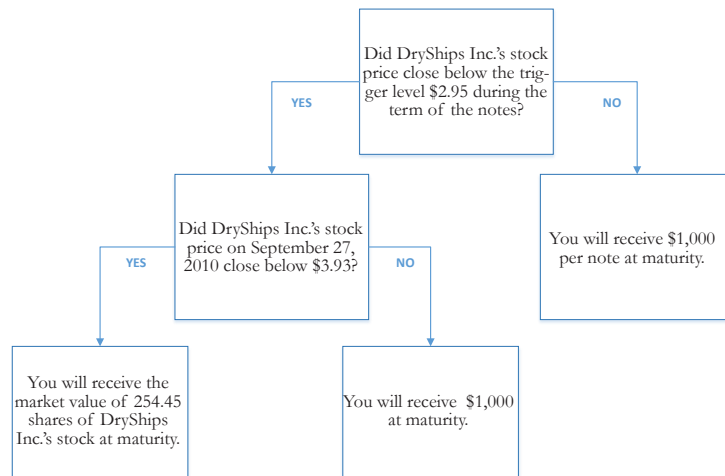 Did DryShips Inc.'s stock
price close below the trig-
ger level $2.95 during the
term of the notes?
YES
NO
Did DryShips Inc.'s stock
price on September 27,
2010 close below $3.93?
You will receive $1,000
per note at maturity.
YES
NO
You will receive the
market value of 254.45
shares of DryShips
Inc.'s stock at maturity.
You will receive $1,000
at maturity.